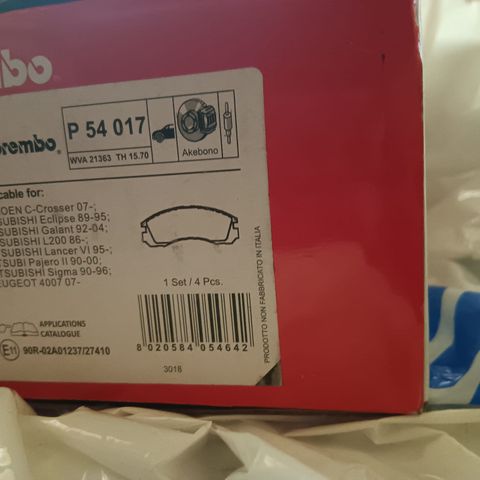 mbo
brembo
P 54 017
WVA 21363 TH 15.70
Akebono
cable for:
OEN C-Crosser 07-;
SUBISHI Eclipse 89-95;
SUBISHI Galant 92-04;
SUBISHI L200 86-;
SUBISHI Lancer VI 95-;
TSUBI Pajero II 90-00;
TSUBISHI Sigma 90-96;
EUGEOT 4007 07-
1 Set / 4 Pcs.
APPLICATIONS
CATALOGUE
E11 90R-02A01237/27410
8 020584 054642
3018
PRODOTTO NON FABBRICATO IN ITALIA